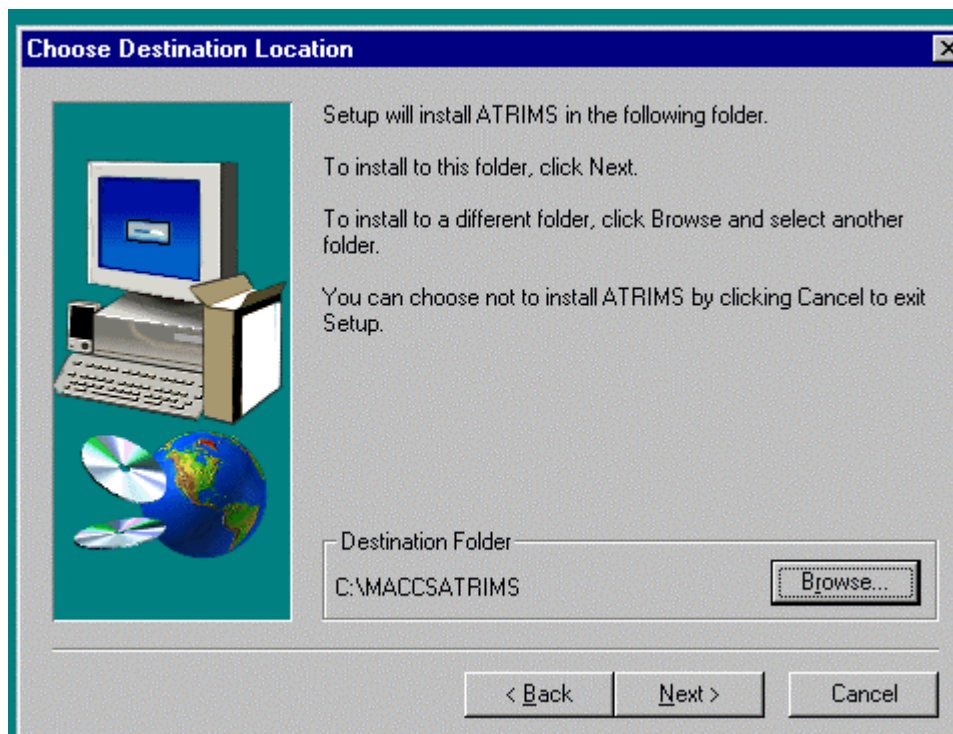 Choose Destination Location
Setup will install ATRIMS in the following folder.
To install to this folder, click Next.
To install to a different folder, click Browse and select another
folder.
You can choose not to install ATRIMS by clicking Cancel to exit
Setup.
Destination Folder
C:\MACCSATRIMS
Browse...
< Back
Next >
Cancel